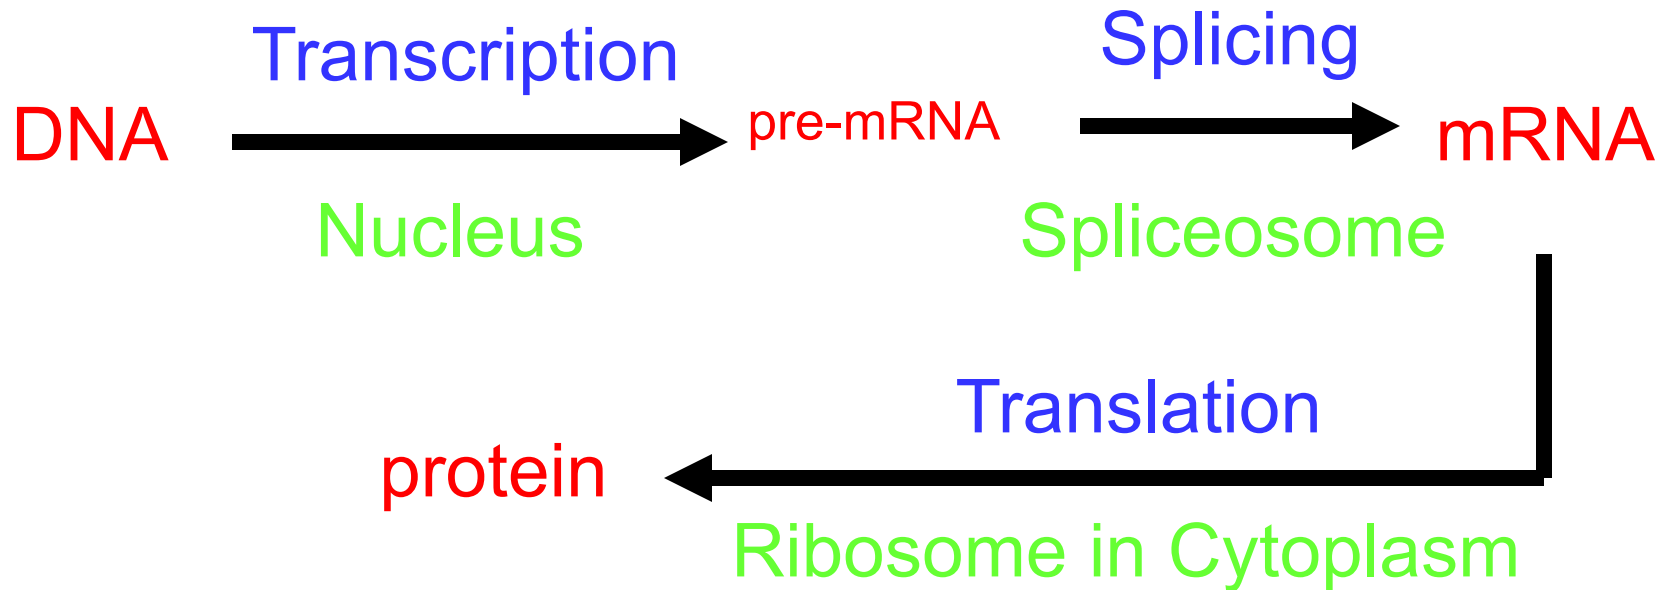 Transcription
Splicing
DNA
pre-mRNA
mRNA
Nucleus
Spliceosome
Translation
protein
Ribosome in Cytoplasm